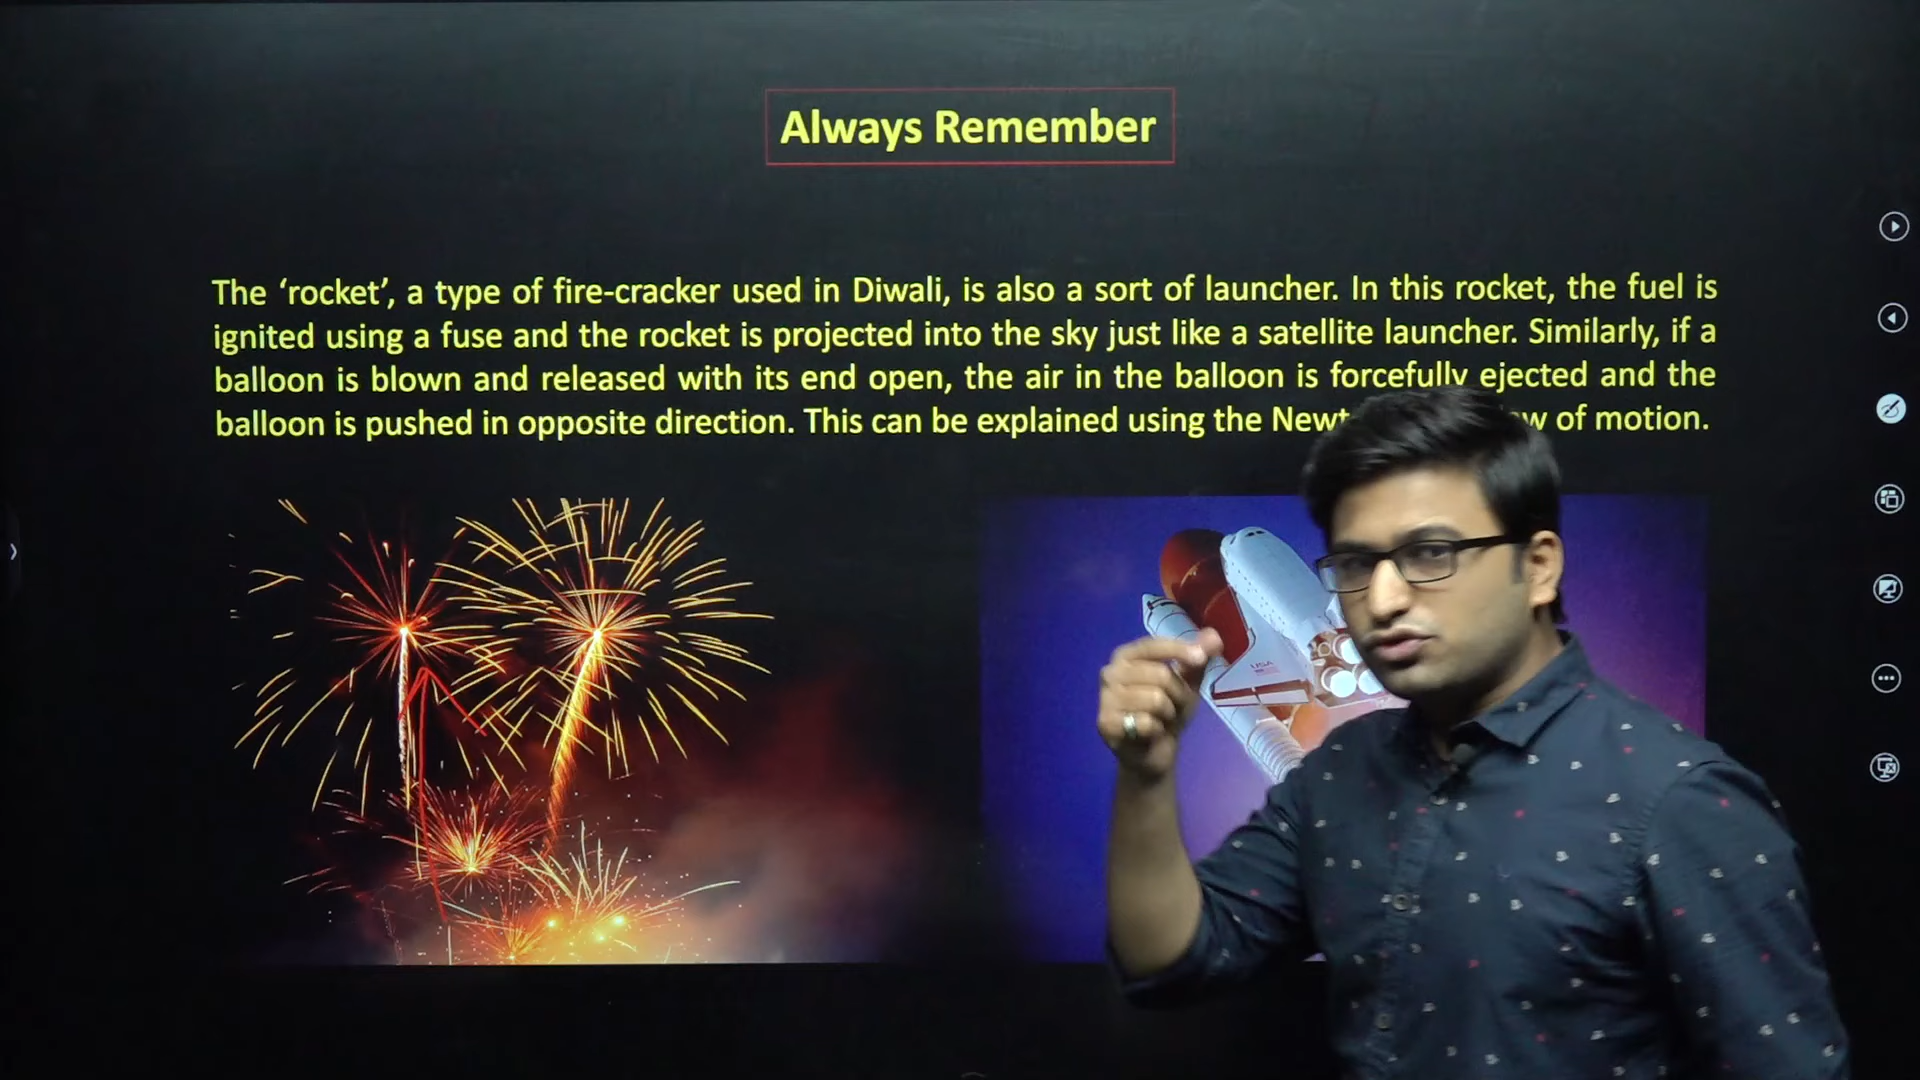 Always Remember
The ‘rocket’, a type of fire-cracker used in Diwali, is also a sort of launcher. In this rocket, the fuel is
ignited using a fuse and the rocket is projected into the sky just like a satellite launcher. Similarly, if a
balloon is blown and released with its end open, the air in the balloon is forcefully ejected and the
balloon is pushed in opposite direction. This can be explained using the of motion.
USA